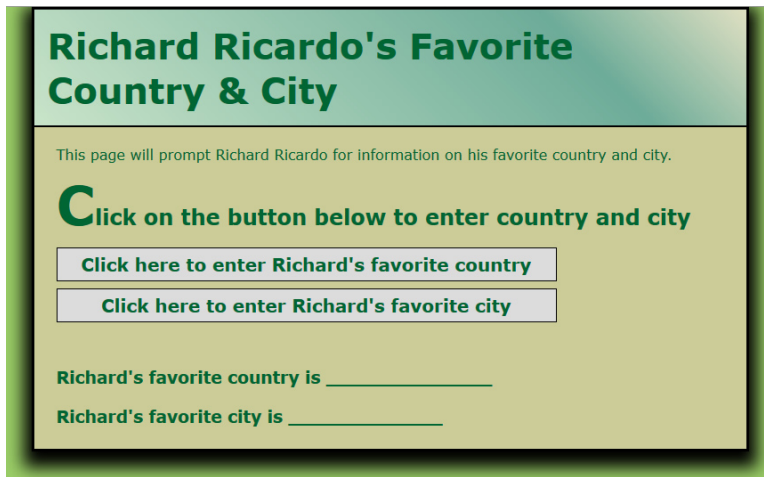 Richard Ricardo's Favorite
Country & City
This page will prompt Richard Ricardo for information on his favorite country and city.
Click on the button below to enter country and city
Click here to enter Richard's favorite country
Click here to enter Richard's favorite city
Richard's favorite country is _________________
Richard's favorite city is ________________